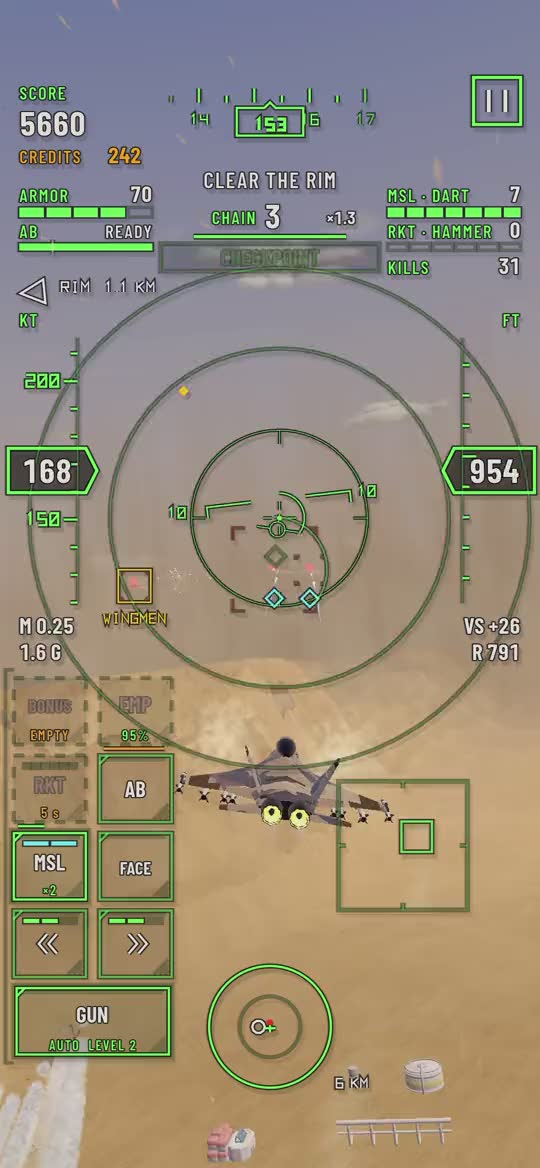 SCORE
5660
CREDITS 242
14 153 6 17
CLEAR THE RIM
CHAIN 3 ×1.3
ARMOR 70
AB READY
MSL · DART 7
RKT · HAMMER 0
KILLS 31
CHECKPOINT
RIM 1.1 KM
KT
FT
200
168
150
954
10
10
WINGMEN
M 0.25
1.6 G
VS +26
R 791
BONUS
EMPTY
EMP
95%
RKT
5 s
AB
MSL
×2
FACE
GUN
AUTO LEVEL 2
6 KM